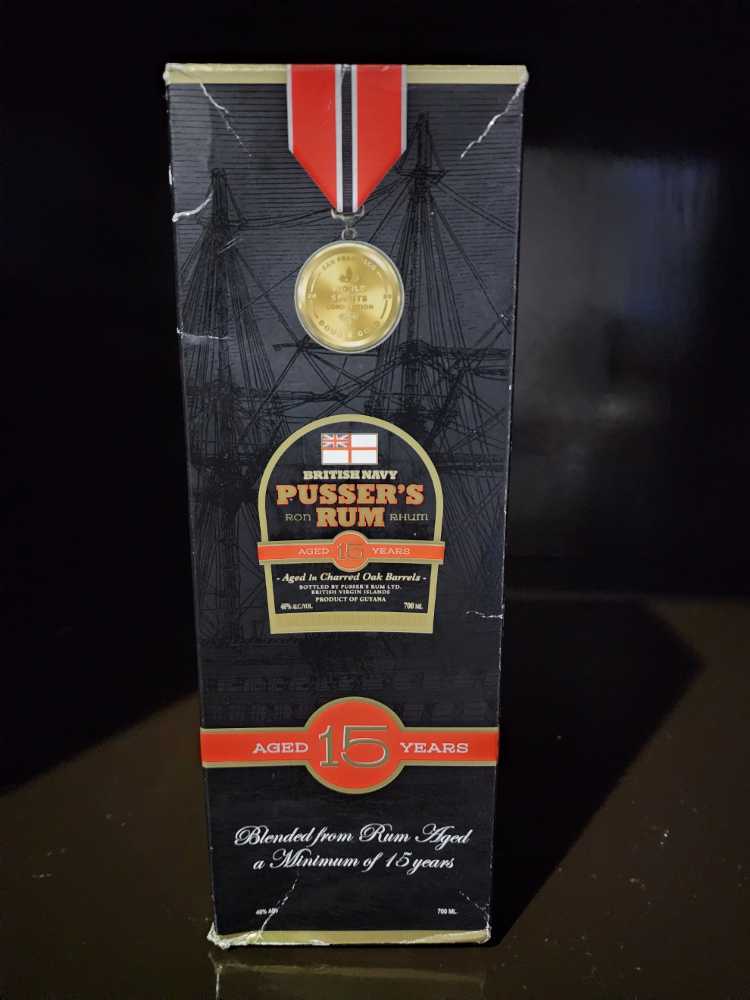 SAN FRANCISCO
WORLD
SPIRITS
COMPETITION
DOUBLE GOLD
BRITISH NAVY
PUSSER'S
RON RUM RHUM
AGED 15 YEARS
- Aged In Charred Oak Barrels -
BOTTLED BY PUSSER'S RUM LTD.
BRITISH VIRGIN ISLANDS
PRODUCT OF GUYANA
40% ALC/VOL 700 ML
AGED 15 YEARS
Blended from Rum Aged
a Minimum of 15 years
40% ABV 700 ML